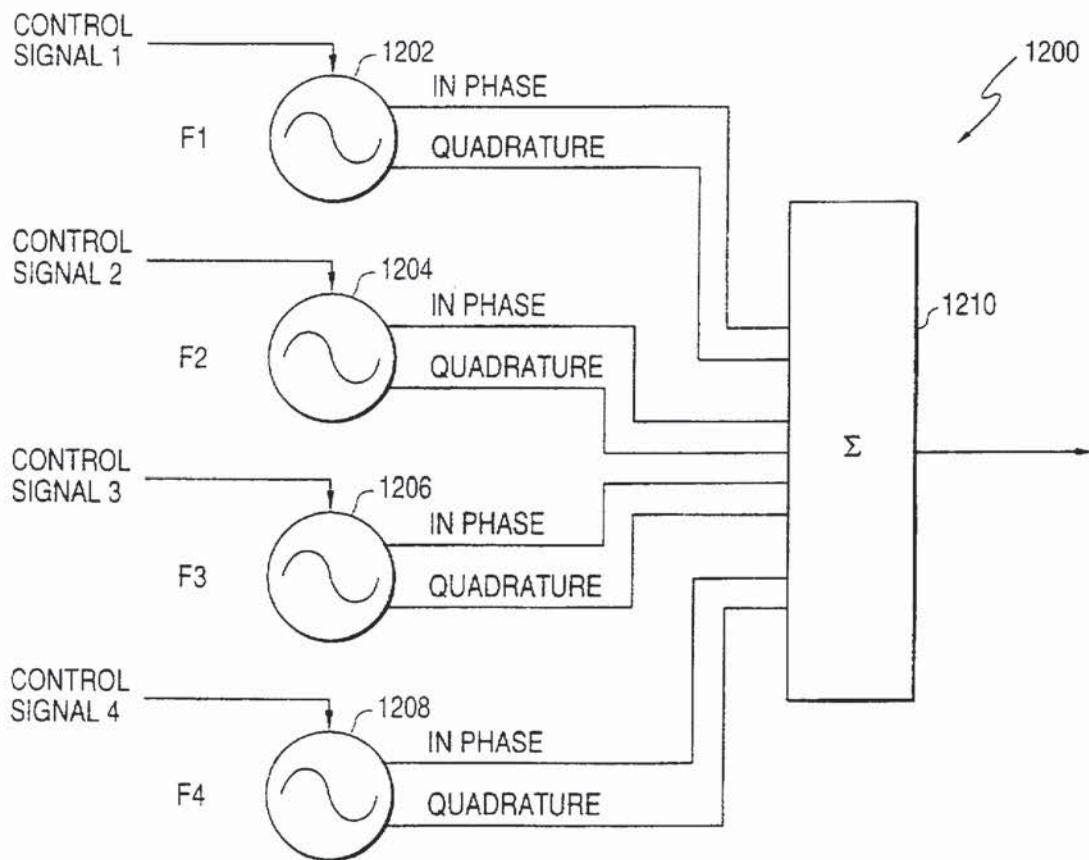 CONTROL
SIGNAL 1
1202
1200
IN PHASE
F1
QUADRATURE
CONTROL
SIGNAL 2
1204
IN PHASE
1210
F2
QUADRATURE
Σ
CONTROL
SIGNAL 3
1206
IN PHASE
F3
QUADRATURE
CONTROL
SIGNAL 4
1208
IN PHASE
F4
QUADRATURE